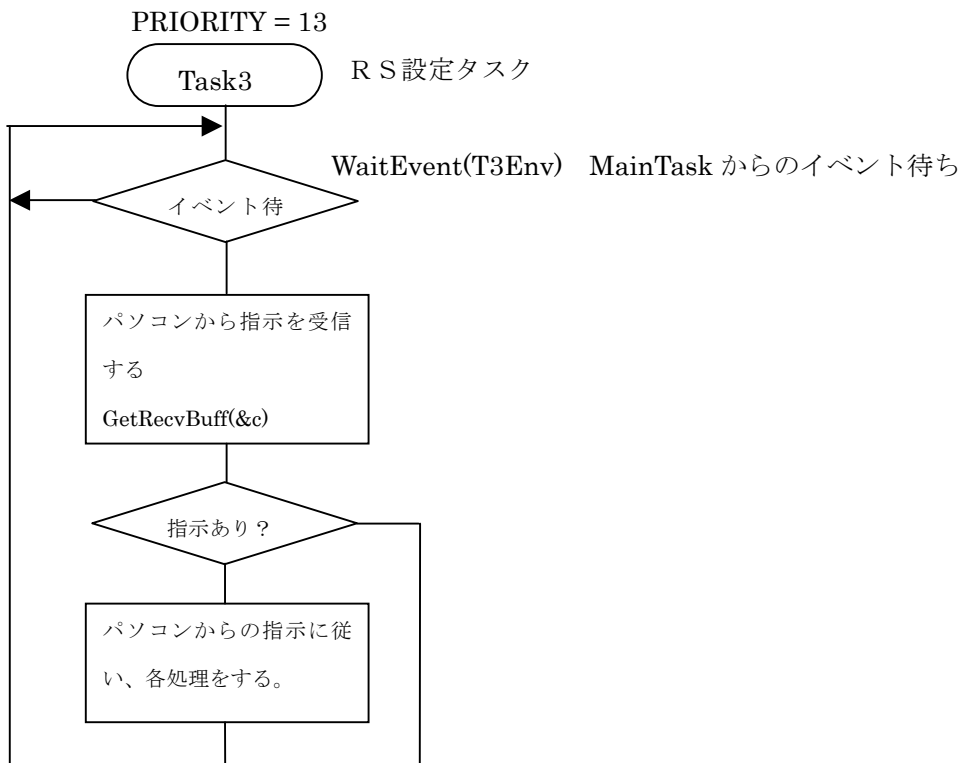 PRIORITY = 13
Task3
ＲＳ設定タスク
WaitEvent(T3Env)　MainTask からのイベント待ち
イベント待
パソコンから指示を受信
する
GetRecvBuff(&c)
指示あり？
パソコンからの指示に従
い、各処理をする。